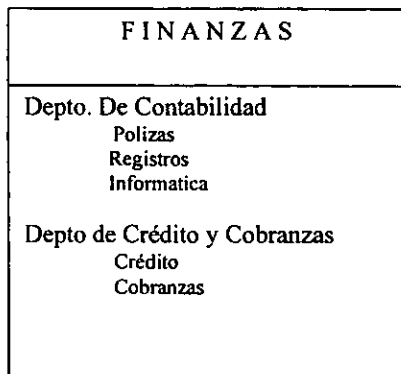 FINANZAS
Depto. De Contabilidad
Polizas
Registros
Informatica
Depto de Crédito y Cobranzas
Crédito
Cobranzas